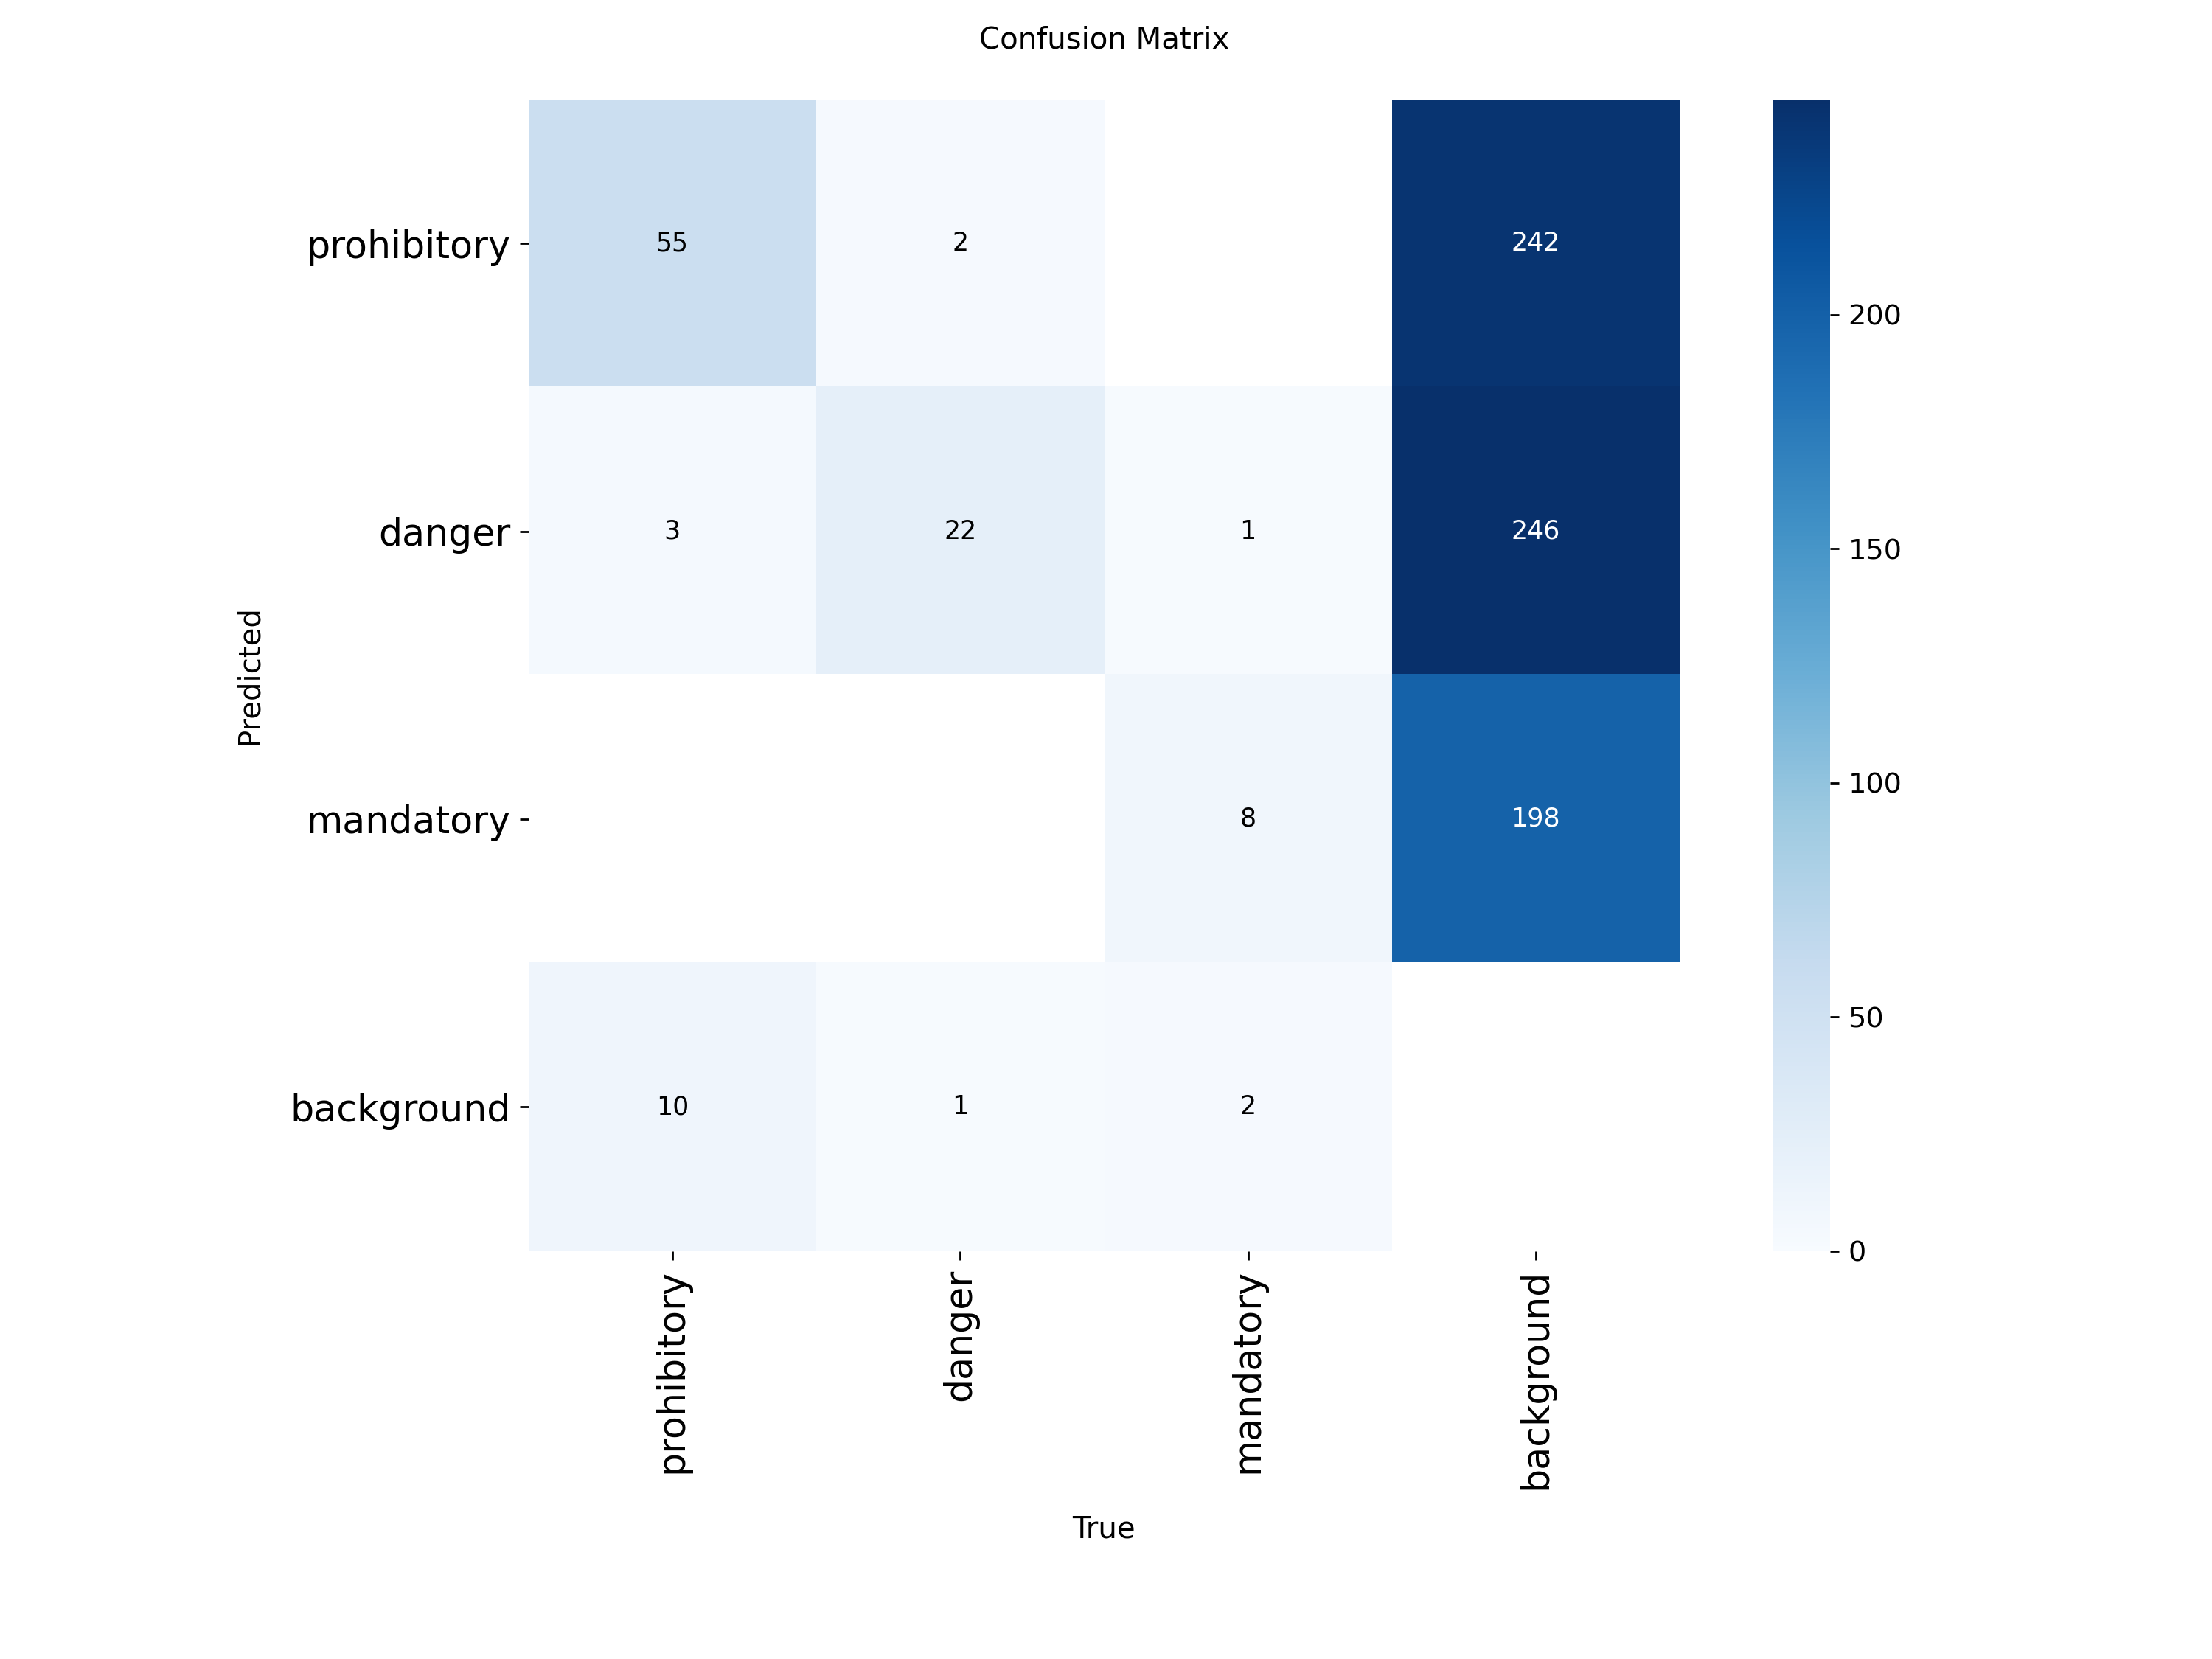 Confusion Matrix
prohibitory
55
2
242
200
danger
3
22
1
246
150
Predicted
mandatory
8
198
100
background
10
1
2
50
0
prohibitory
danger
mandatory
background
True